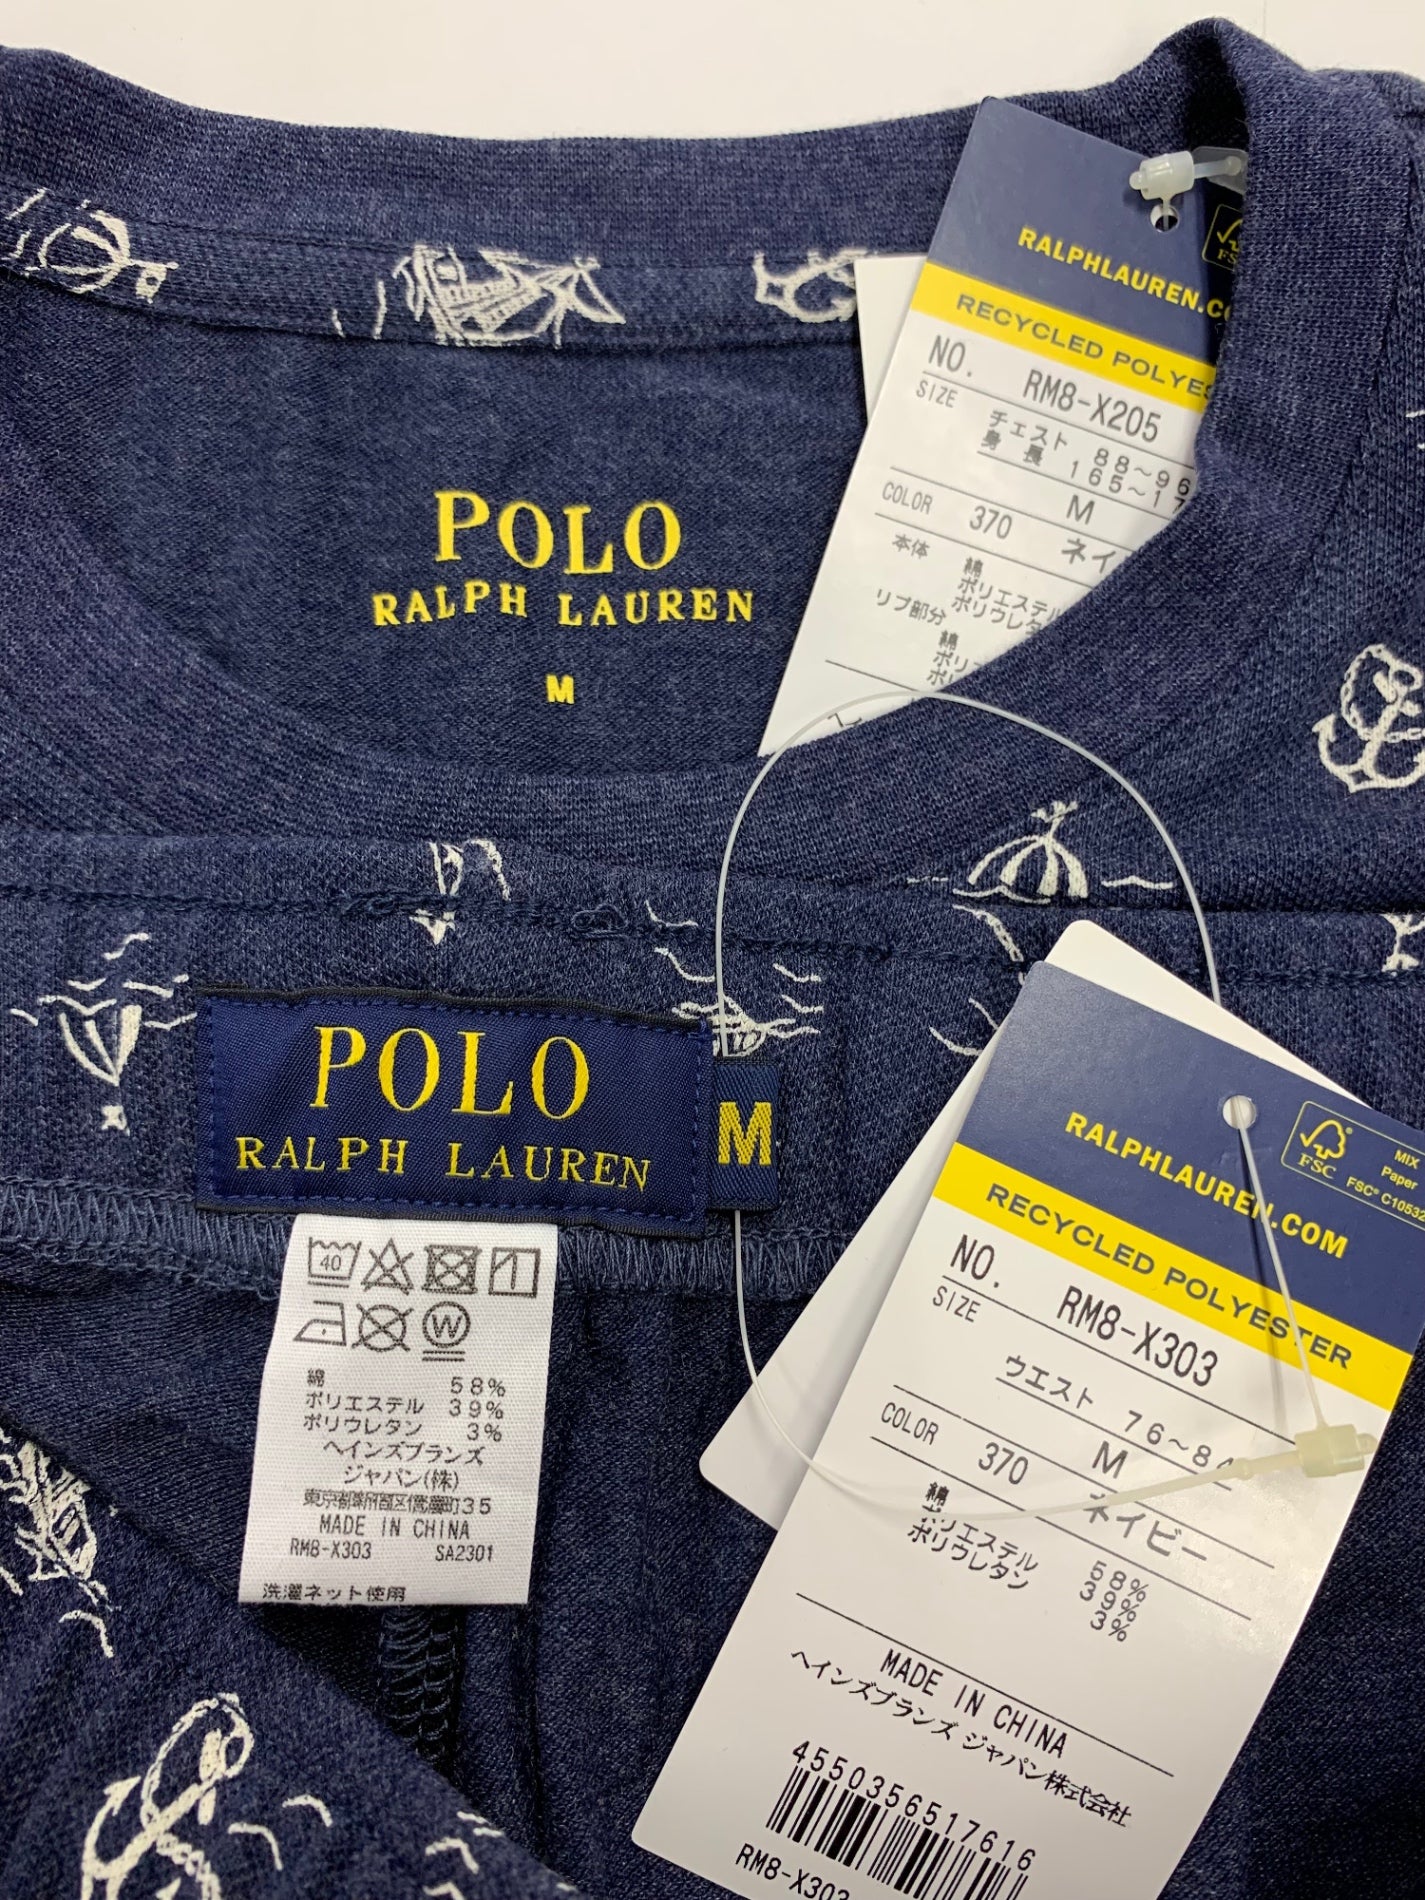 RALPHLAUREN.C
FSC
RECYCLED POLYES
NO. RM8-X205
SIZE
チェスト 88～96
身長 165～17
M
COLOR 370 ネイ
本体 綿
ポリエステル
ポリウレタ
リブ部分
綿
ポリ
POLO
RALPH LAUREN
M
POLO
RALPH LAUREN
M
40
W
綿 58%
ポリエステル 39%
ポリウレタン 3%
ヘインズブランズ
ジャパン(株)
MADE IN CHINA
RM8-X303 SA2301
洗濯ネット使用
FSC
MIX
Paper
FSC® C10532
RALPHLAUREN.COM
RECYCLED POLYESTER
NO. RM8-X303
SIZE
ウエスト 76～84
M
COLOR 370 ネイビー
綿 58%
ポリエステル 39%
ポリウレタン 3%
MADE IN CHINA
ヘインズブランズ ジャパン株式会社
4550356517616
RM8-X303